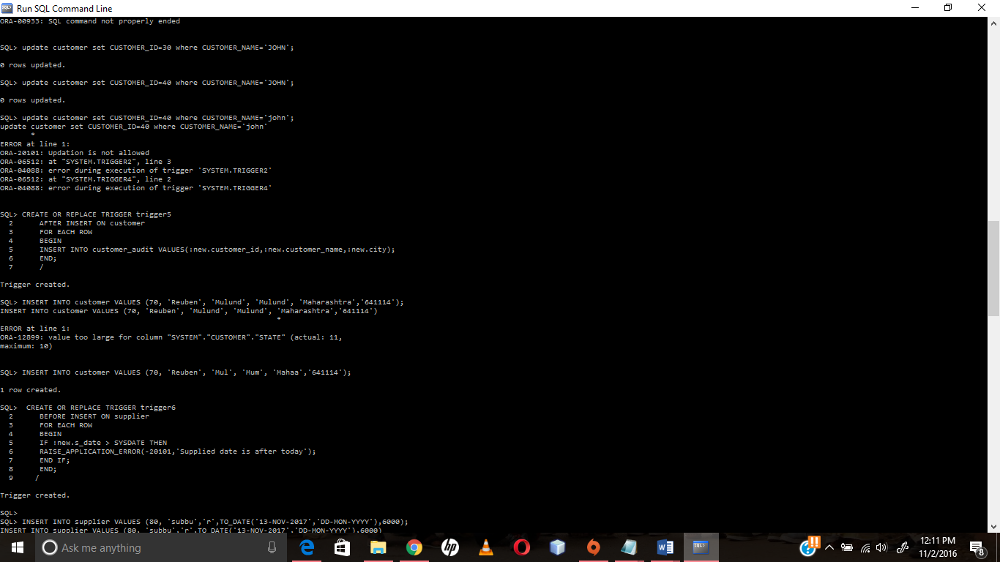 Run SQL Command Line
ORA-00933: SQL command not properly ended
SQL> update customer set CUSTOMER_ID=30 where CUSTOMER_NAME='JOHN';
0 rows updated.
SQL> update customer set CUSTOMER_ID=40 where CUSTOMER_NAME='JOHN';
0 rows updated.
SQL> update customer set CUSTOMER_ID=40 where CUSTOMER_NAME='john';
update customer set CUSTOMER_ID=40 where CUSTOMER_NAME='john'
*
ERROR at line 1:
ORA-20101: Updation is not allowed
ORA-06512: at "SYSTEM.TRIGGER2", line 3
ORA-04088: error during execution of trigger 'SYSTEM.TRIGGER2'
ORA-06512: at "SYSTEM.TRIGGER4", line 2
ORA-04088: error during execution of trigger 'SYSTEM.TRIGGER4'
SQL> CREATE OR REPLACE TRIGGER trigger5
2 AFTER INSERT ON customer
3 FOR EACH ROW
4 BEGIN
5 INSERT INTO customer_audit VALUES(:new.customer_id,:new.customer_name,:new.city);
6 END;
7 /
Trigger created.
SQL> INSERT INTO customer VALUES (70, 'Reuben', 'Mulund', 'Mulund', 'Maharashtra','641114');
INSERT INTO customer VALUES (70, 'Reuben', 'Mulund', 'Mulund', 'Maharashtra','641114')
*
ERROR at line 1:
ORA-12899: value too large for column "SYSTEM"."CUSTOMER"."STATE" (actual: 11,
maximum: 10)
SQL> INSERT INTO customer VALUES (70, 'Reuben', 'Mul', 'Mum', 'Mahaa','641114');
1 row created.
SQL> CREATE OR REPLACE TRIGGER trigger6
2 BEFORE INSERT ON supplier
3 FOR EACH ROW
4 BEGIN
5 IF :new.s_date > SYSDATE THEN
6 RAISE_APPLICATION_ERROR(-20101,'Supplied date is after today');
7 END IF;
8 END;
9 /
Trigger created.
SQL>
SQL> INSERT INTO supplier VALUES (80, 'subbu','r',TO_DATE('13-NOV-2017','DD-MON-YYYY'),6000);
INSERT INTO supplier VALUES (80, 'subbu','r',TO_DATE('13-NOV-2017','DD-MON-YYYY'),6000)
Ask me anything
12:11 PM
11/2/2016